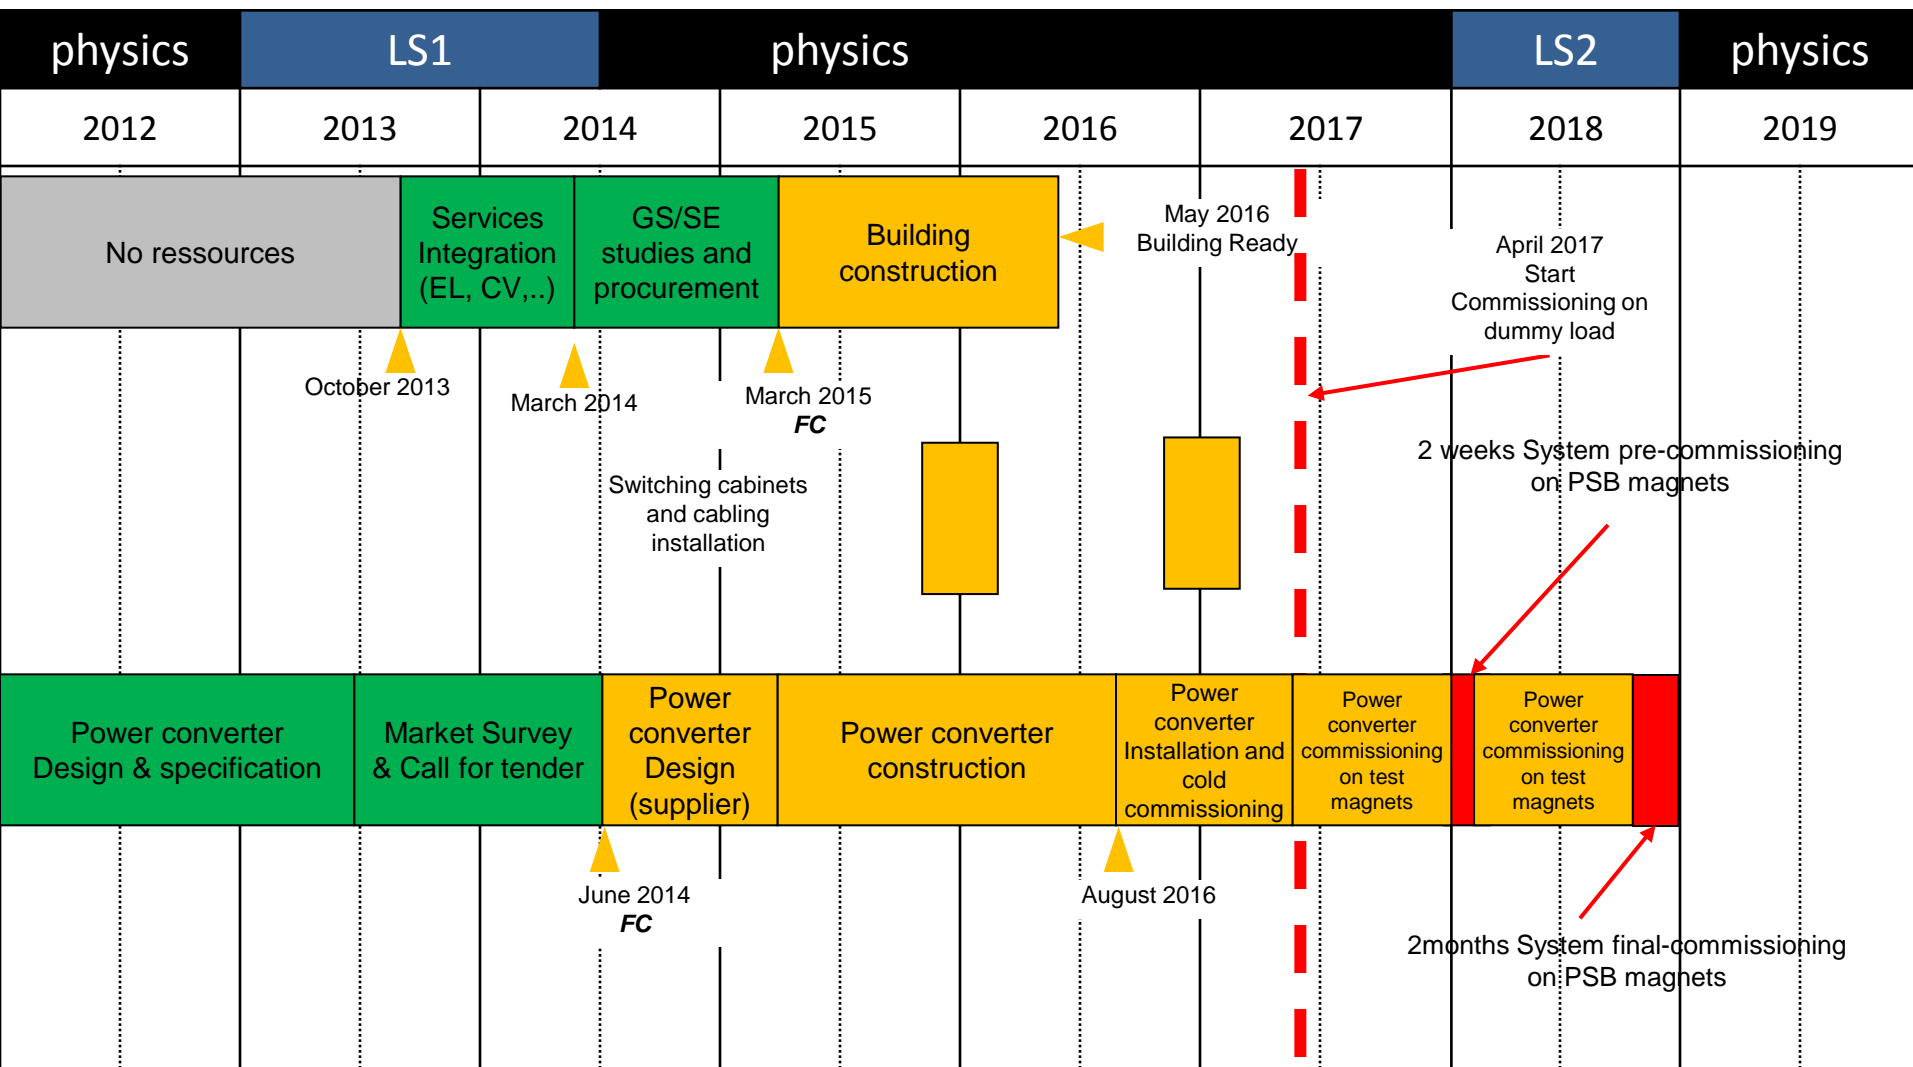 physics LS1 physics LS2 physics
2012 2013 2014 2015 2016 2017 2018 2019
No ressources
Services
Integration
(EL, CV,..)
GS/SE
studies and
procurement
Building
construction
May 2016
Building Ready
April 2017
Start
Commissioning on
dummy load
October 2013
March 2014
March 2015
FC
2 weeks System pre-commissioning
on PSB magnets
Switching cabinets
and cabling
installation
Power converter
Design & specification
Market Survey
& Call for tender
Power
converter
Design
(supplier)
Power converter
construction
Power
converter
Installation and
cold
commissioning
Power
converter
commissioning
on test
magnets
Power
converter
commissioning
on test
magnets
June 2014
FC
August 2016
2months System final-commissioning
on PSB magnets